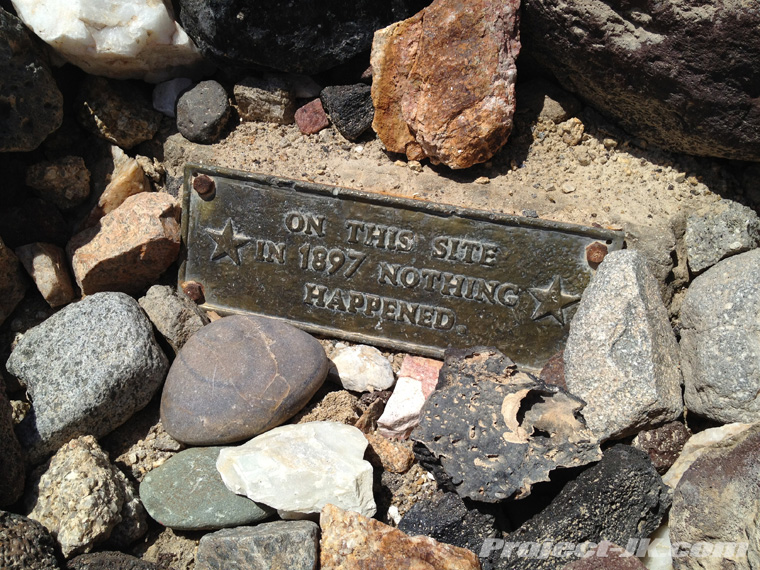 ON THIS SITE
IN 1897 NOTHING
HAPPENED.
Project-JK.com